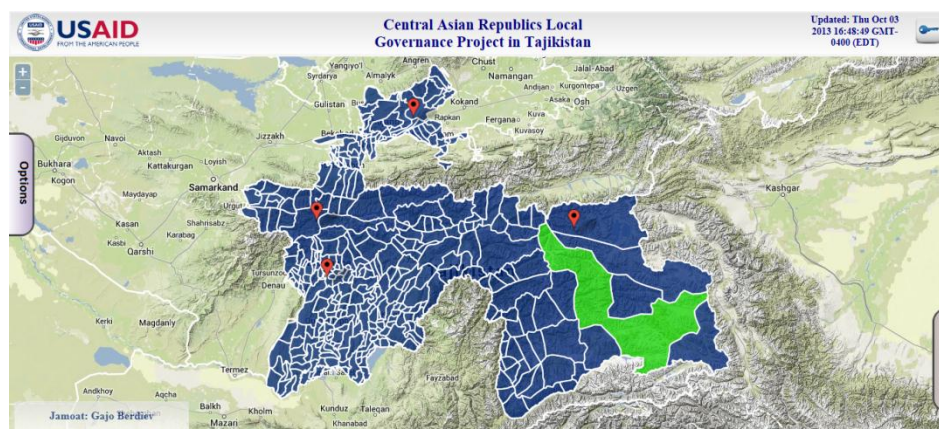 USAID
FROM THE AMERICAN PEOPLE
Central Asian Republics Local
Governance Project in Tajikistan
Updated: Thu Oct 03
2013 16:48:49 GMT-
0400 (EDT)
+
-
Options
Yangiyo'l
Angren
Chust
Jalal-Abad
Syrdarya
Almalyk
Namangan
Andijan
Kurgontepa
Uzgen
Gulistan
Kokand
Asaka
Osh
Rapkan
Fergana
Kuva
Kuvasoy
Gijduvon
Navoi
Jizzakh
Aktash
Bukhara
Kattakurgan
Loyish
Kogon
Samarkand
Kashgar
Maydayap
Urgut
Kasan
Shahrisabz
Kasbi
Karabag
Qarshi
Denau
Kerki
Magdanly
Termez
Fayzabad
Andkhoy
Aqcha
Balkh
Kholm
Kunduz
Taleqan
Mazari
Khanabad
Jamoat: Gajo Berdiev